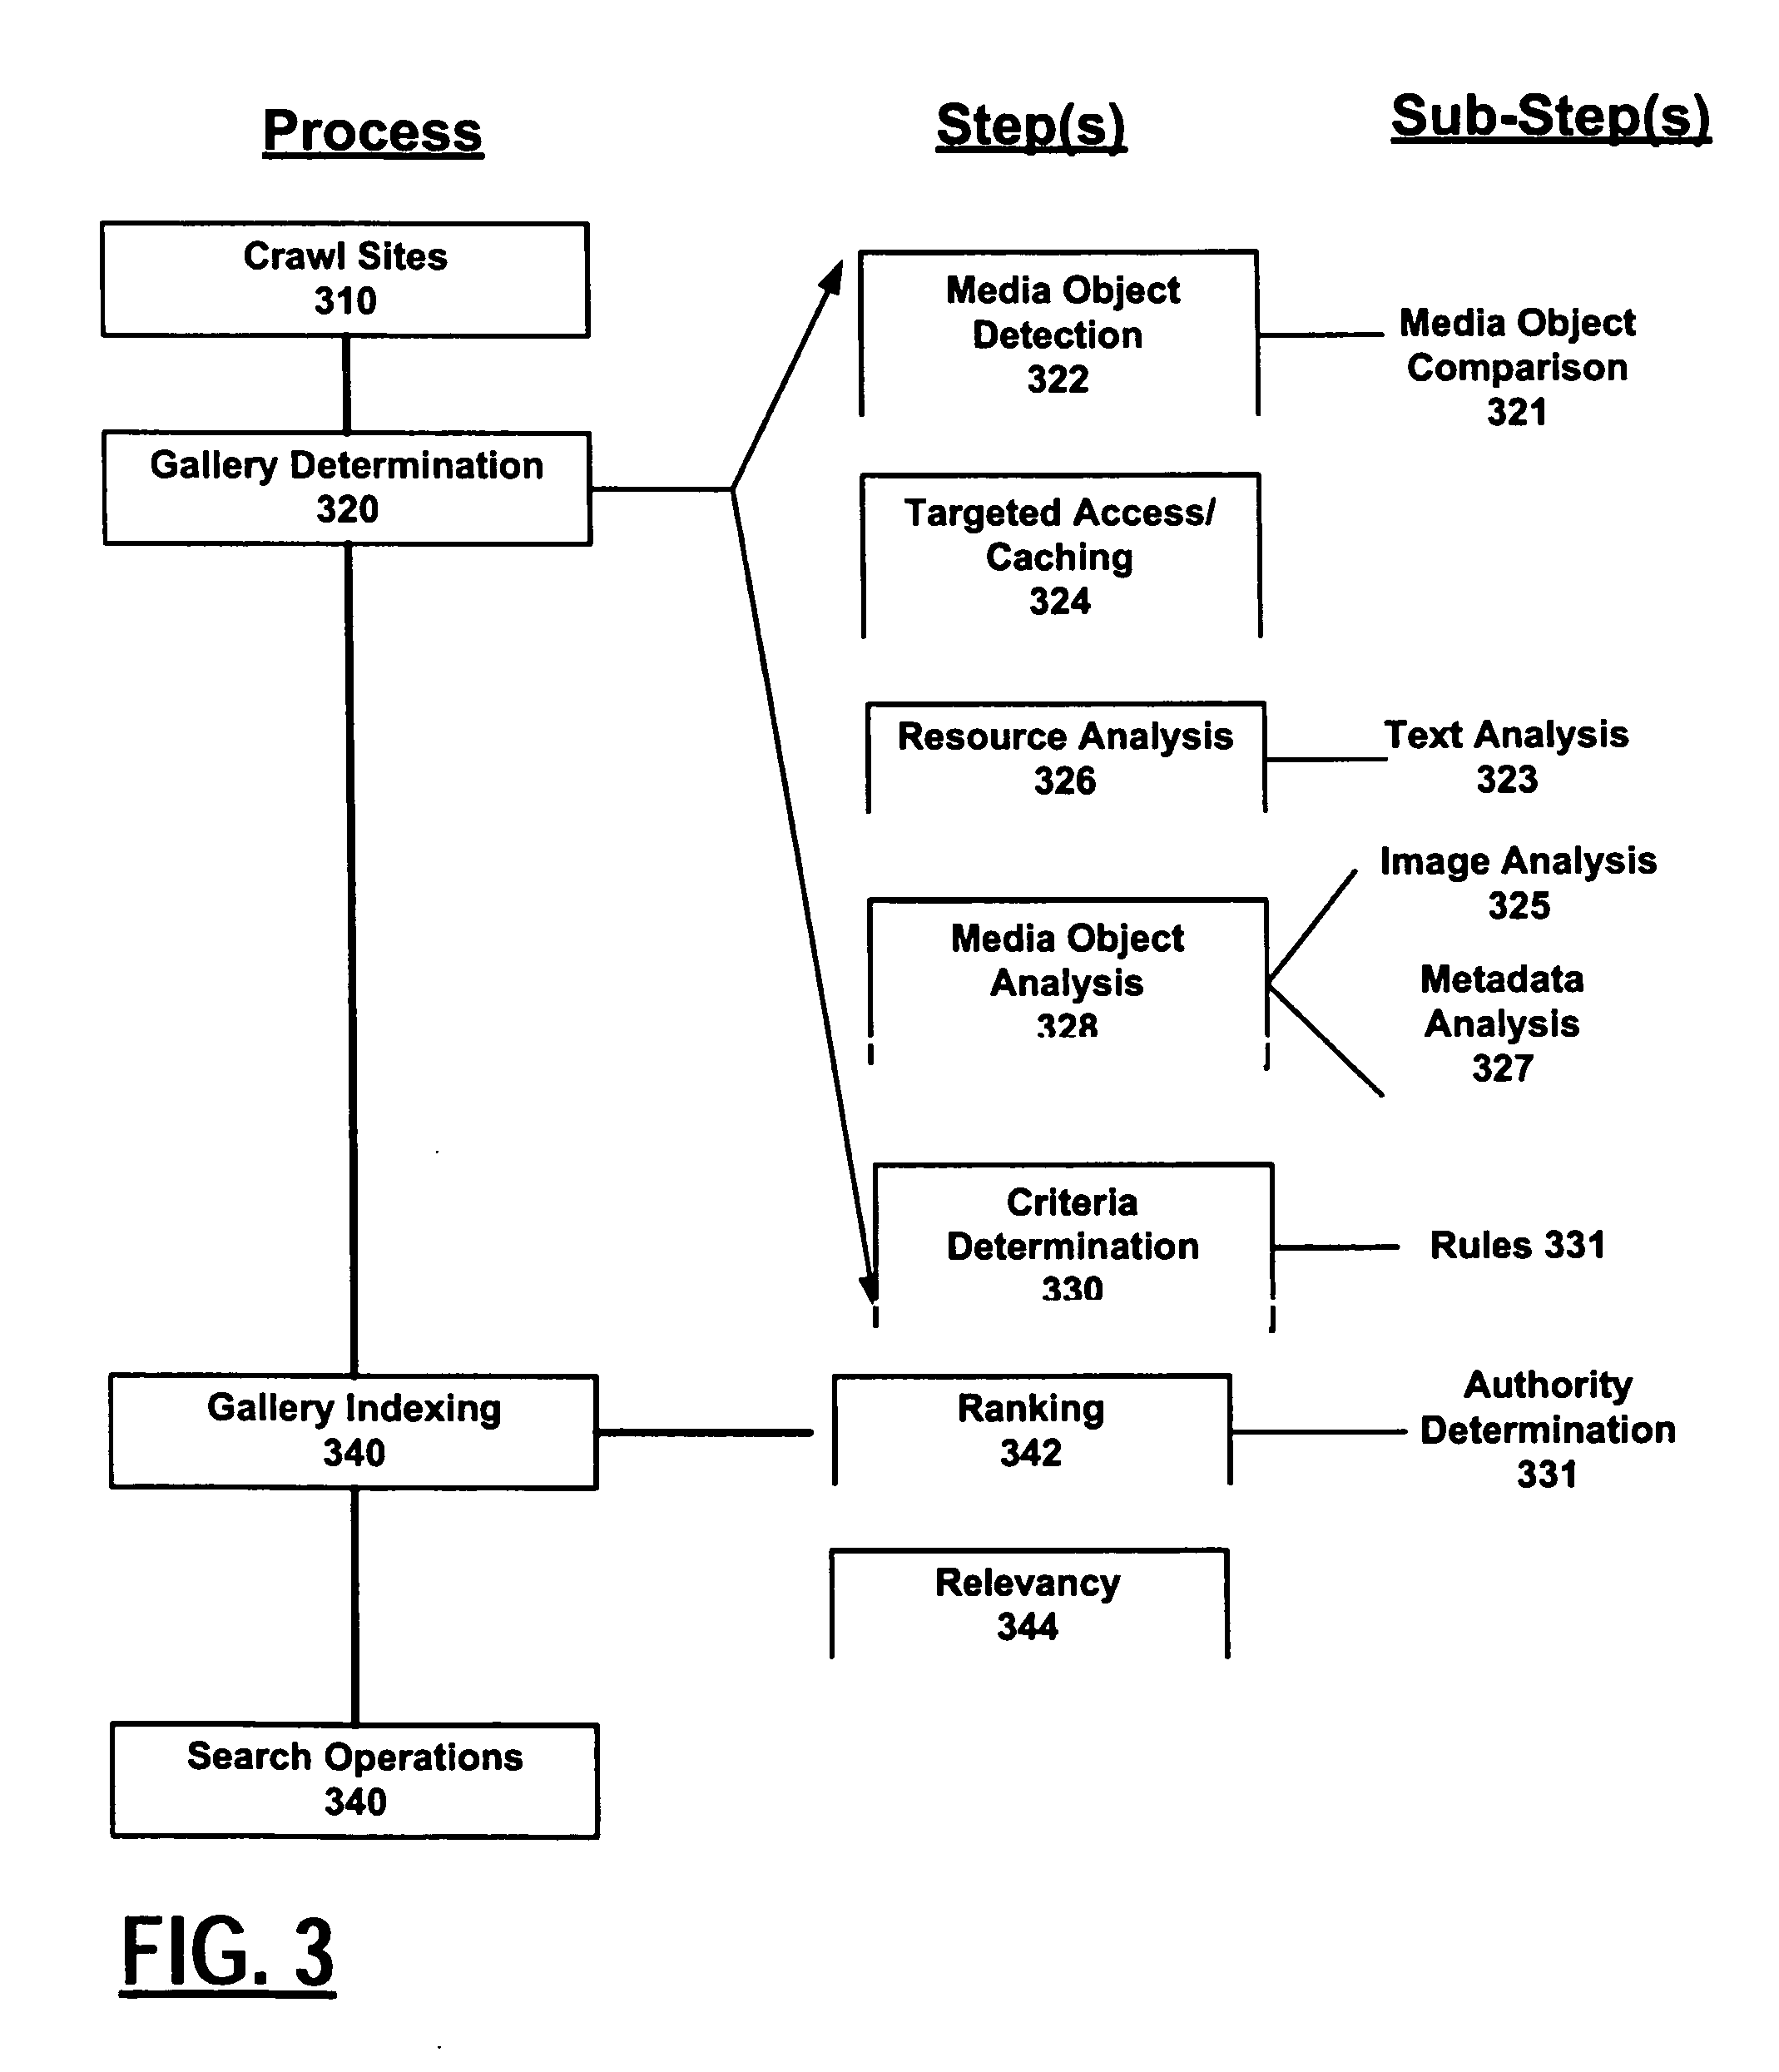 Process
Step(s)
Sub-Step(s)
Crawl Sites
310
Gallery Determination
320
Media Object
Detection
322
Media Object
Comparison
321
Targeted Access/
Caching
324
Resource Analysis
326
Text Analysis
323
Media Object
Analysis
328
Image Analysis
325
Metadata
Analysis
327
Criteria
Determination
330
Rules 331
Gallery Indexing
340
Ranking
342
Authority
Determination
331
Relevancy
344
Search Operations
340
FIG. 3